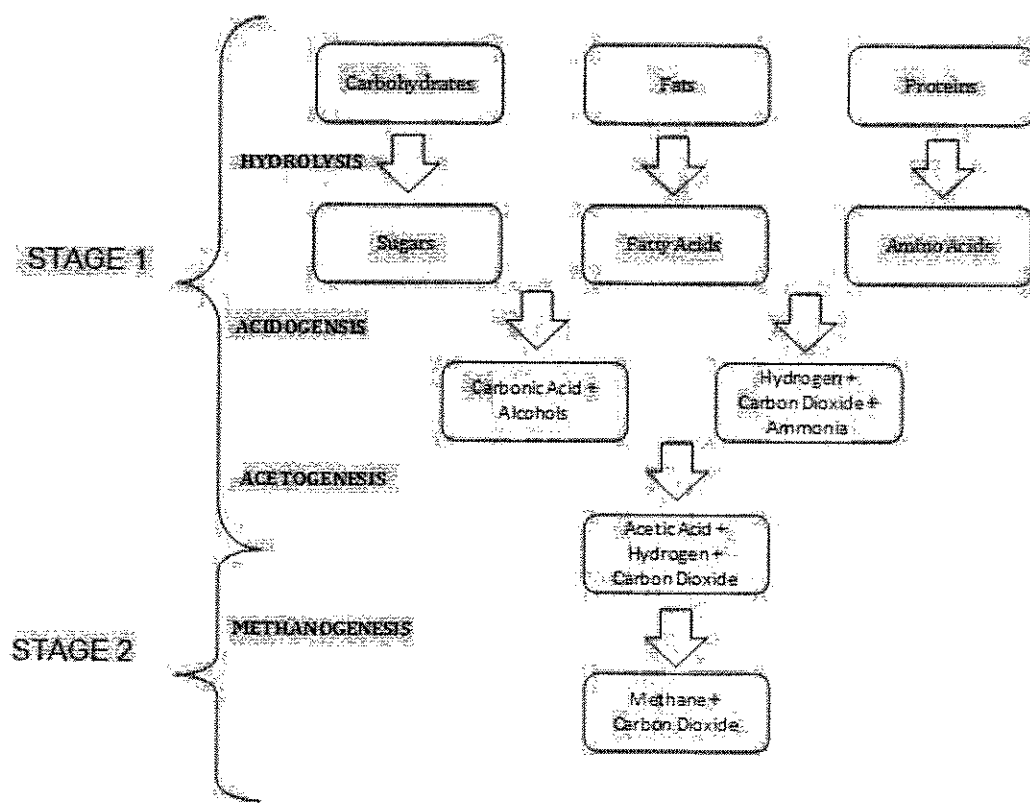 Carbohydrates
Fats
Proteins
HYDROLYSIS
Sugars
Fatty Acids
Amino Acids
STAGE 1
ACIDOGENSIS
Carbonic Acid +
Alcohols
Hydrogen +
Carbon Dioxide +
Ammonia
ACETOGENESIS
Acetic Acid +
Hydrogen +
Carbon Dioxide
METHANOGENESIS
STAGE 2
Methane +
Carbon Dioxide